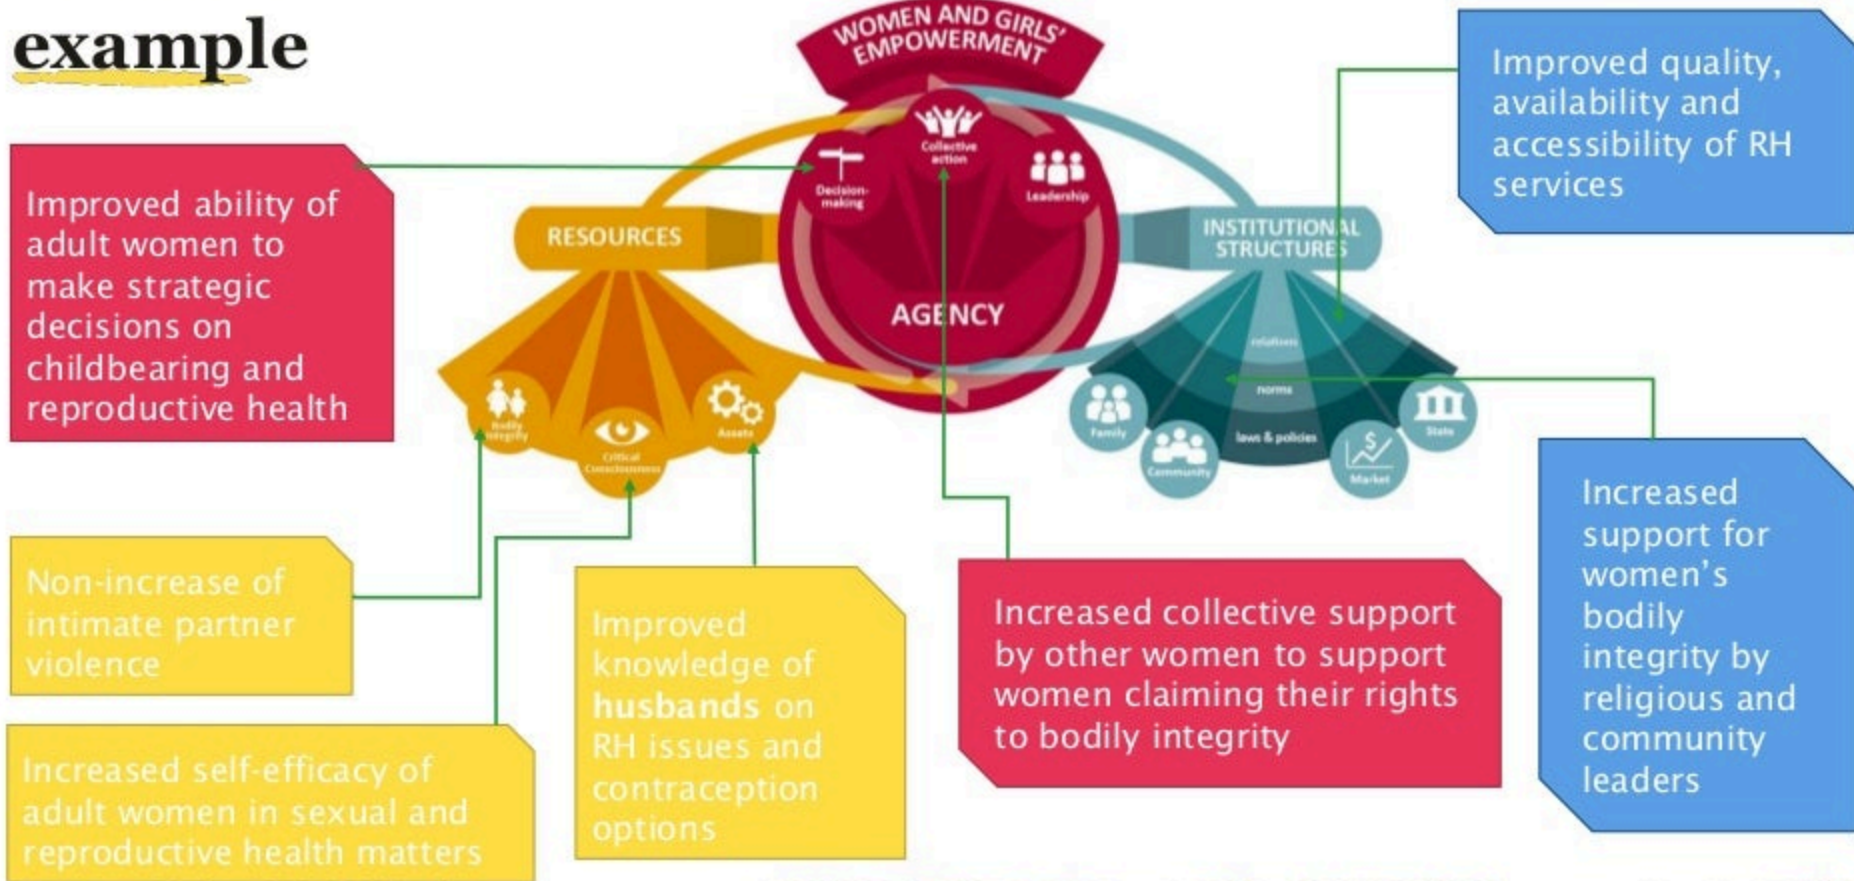 example
WOMEN AND GIRLS'
EMPOWERMENT
Collective
action
Decision-
making
Leadership
AGENCY
RESOURCES
Bodily
Integrity
Critical
Consciousness
Assets
INSTITUTIONAL
STRUCTURES
relations
norms
laws & policies
Family
Community
Market
State
Improved ability of
adult women to
make strategic
decisions on
childbearing and
reproductive health
Non-increase of
intimate partner
violence
Increased self-efficacy of
adult women in sexual and
reproductive health matters
Improved
knowledge of
husbands on
RH issues and
contraception
options
Increased collective support
by other women to support
women claiming their rights
to bodily integrity
Improved quality,
availability and
accessibility of RH
services
Increased
support for
women's
bodily
integrity by
religious and
community
leaders